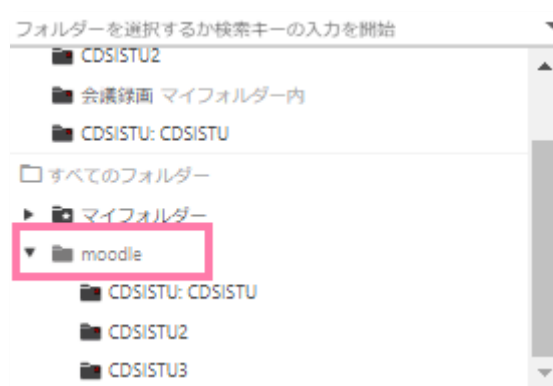 フォルダーを選択するか検索キーの入力を開始
CDSISTU2
会議録画 マイフォルダー内
CDSISTU: CDSISTU
すべてのフォルダー
マイフォルダー
moodle
CDSISTU: CDSISTU
CDSISTU2
CDSISTU3